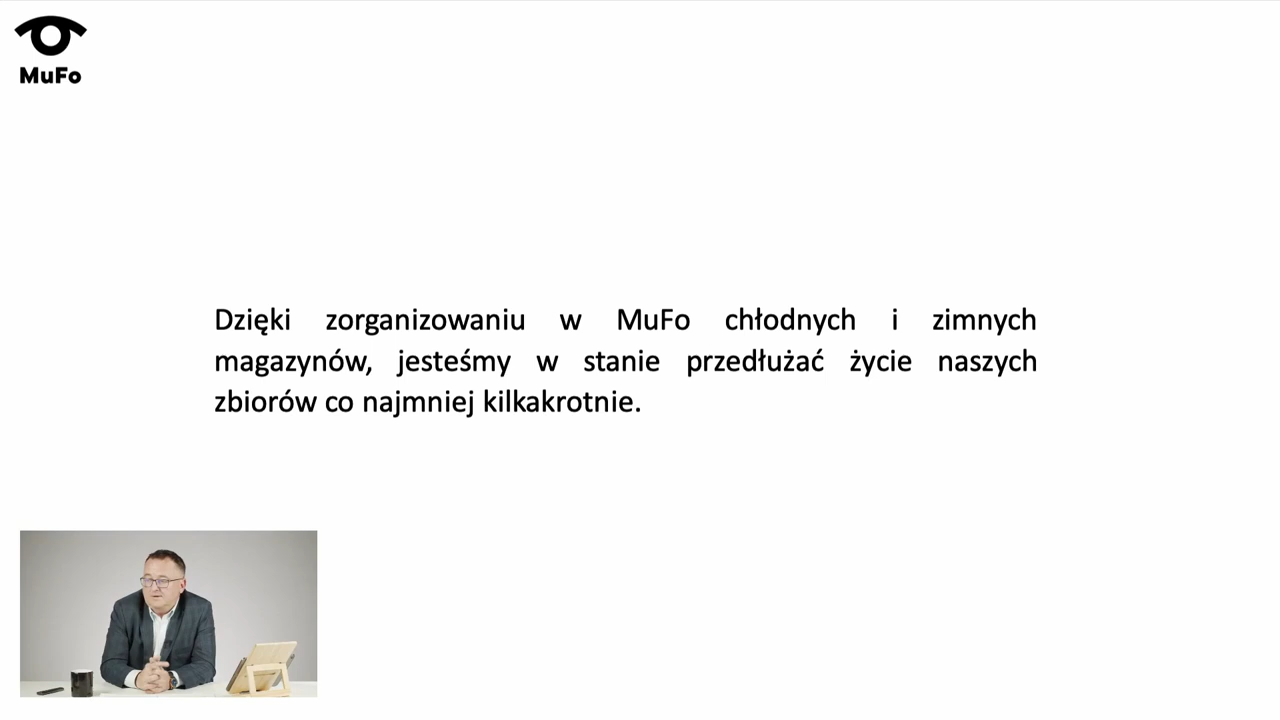 MuFo
Dzięki zorganizowaniu w MuFo chłodnych i zimnych
magazynów, jesteśmy w stanie przedłużać życie naszych
zbiorów co najmniej kilkakrotnie.